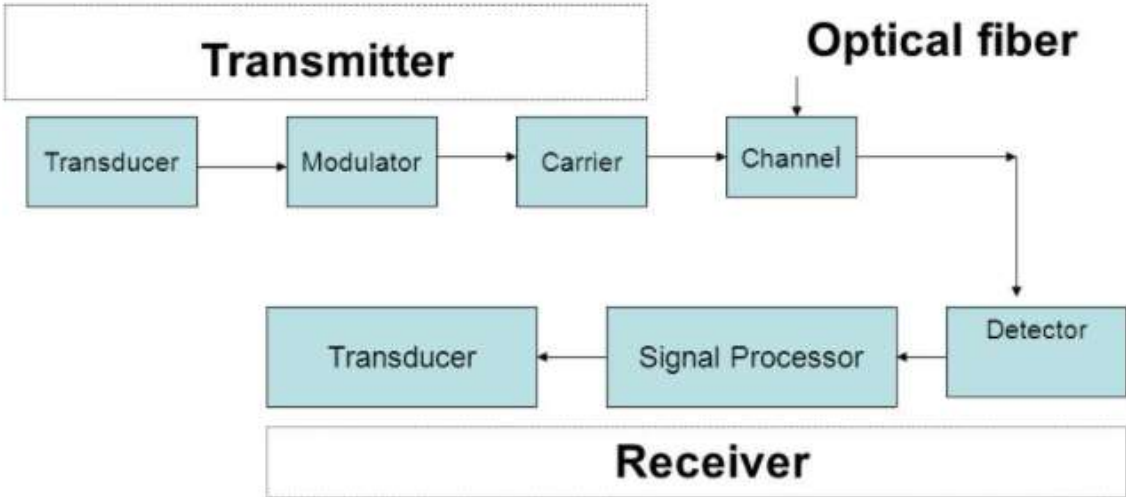 Transmitter
Optical fiber
Transducer
Modulator
Carrier
Channel
Transducer
Signal Processor
Detector
Receiver